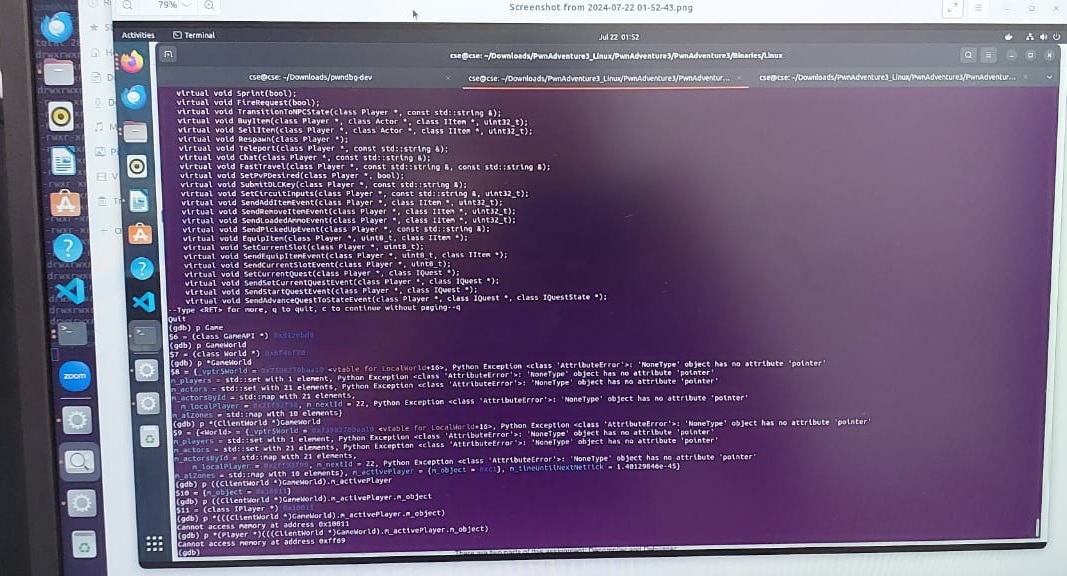 79%
Screenshot from 2024-07-22 01-52-43.png
Activities
Terminal
Jul 22 01:52
cse@cse: ~/Downloads/PwnAdventure3_Linux/PwnAdventure3/PwnAdventure3/Binaries/Linux
cse@cse: ~/Downloads/pwndbg-dev
cse@cse: ~/Downloads/PwnAdventure3_Linux/PwnAdventure3/PwnAdventur...
cse@cse: ~/Downloads/PwnAdventure3_Linux/PwnAdventure3/PwnAdventur...
virtual void Sprint(bool);
virtual void FireRequest(bool);
virtual void TransitionToNPCState(class Player *, const std::string &);
virtual void BuyItem(class Player *, class Actor *, class IItem *, uint32_t);
virtual void SellItem(class Player *, class Actor *, class IItem *, uint32_t);
virtual void Respawn(class Player *);
virtual void Teleport(class Player *, const std::string &);
virtual void Chat(class Player *, const std::string &);
virtual void FastTravel(class Player *, const std::string &, const std::string &);
virtual void SetPvPDesired(class Player *, bool);
virtual void SubmitDLCKey(class Player *, const std::string &);
virtual void SetCircuitInputs(class Player *, const std::string &, uint32_t);
virtual void SendAddItemEvent(class Player *, class IItem *, uint32_t);
virtual void SendRemoveItemEvent(class Player *, class IItem *, uint32_t);
virtual void SendLoadedAmmoEvent(class Player *, class IItem *, uint32_t);
virtual void SendPickedUpEvent(class Player *, const std::string &);
virtual void EquipItem(class Player *, uint8_t, class IItem *);
virtual void SetCurrentSlot(class Player *, uint8_t);
virtual void SendEquipItemEvent(class Player *, uint8_t, class IItem *);
virtual void SendCurrentSlotEvent(class Player *, uint8_t);
virtual void SetCurrentQuest(class Player *, class IQuest *);
virtual void SendSetCurrentQuestEvent(class Player *, class IQuest *);
virtual void SendStartQuestEvent(class Player *, class IQuest *);
virtual void SendAdvanceQuestToStateEvent(class Player *, class IQuest *, class IQuestState *);
--Type <RET> for more, q to quit, c to continue without paging--q
Quit
(gdb) p Game
$6 = (class GameAPI *)
(gdb) p GameWorld
$7 = (class World *)
(gdb) p *GameWorld
$8 = {_vptr$World = <vtable for LocalWorld+16>, Python Exception <class 'AttributeError'>: 'NoneType' object has no attribute 'pointer'
m_players = std::set with 1 element, Python Exception <class 'AttributeError'>: 'NoneType' object has no attribute 'pointer'
m_actors = std::set with 21 elements, Python Exception <class 'AttributeError'>: 'NoneType' object has no attribute 'pointer'
m_actorsById = std::map with 21 elements,
m_localPlayer = m_nextId = 22, Python Exception <class 'AttributeError'>: 'NoneType' object has no attribute 'pointer'
m_aiZones = std::map with 10 elements}
(gdb) p *(ClientWorld *)GameWorld
$9 = {<World> = {_vptr$World = <vtable for LocalWorld+16>, Python Exception <class 'AttributeError'>: 'NoneType' object has no attribute 'pointer'
m_players = std::set with 1 element, Python Exception <class 'AttributeError'>: 'NoneType' object has no attribute 'pointer'
m_actors = std::set with 21 elements, Python Exception <class 'AttributeError'>: 'NoneType' object has no attribute 'pointer'
m_actorsById = std::map with 21 elements,
m_localPlayer = m_nextId = 22, Python Exception <class 'AttributeError'>: 'NoneType' object has no attribute 'pointer'
m_aiZones = std::map with 10 elements}, m_activePlayer = {m_object = m_timeUntilNextNetTick = 1.40129846e-45}
(gdb) p ((ClientWorld *)GameWorld).m_activePlayer
$10 = {m_object = 0x10011}
(gdb) p ((ClientWorld *)GameWorld).m_activePlayer.m_object
$11 = (class IPlayer *) 0x10011
(gdb) p *(((ClientWorld *)GameWorld).m_activePlayer.m_object)
Cannot access memory at address 0x10011
(gdb) p *(Player *)(((ClientWorld *)GameWorld).m_activePlayer.m_object)
Cannot access memory at address 0xff69
(gdb)
zoom